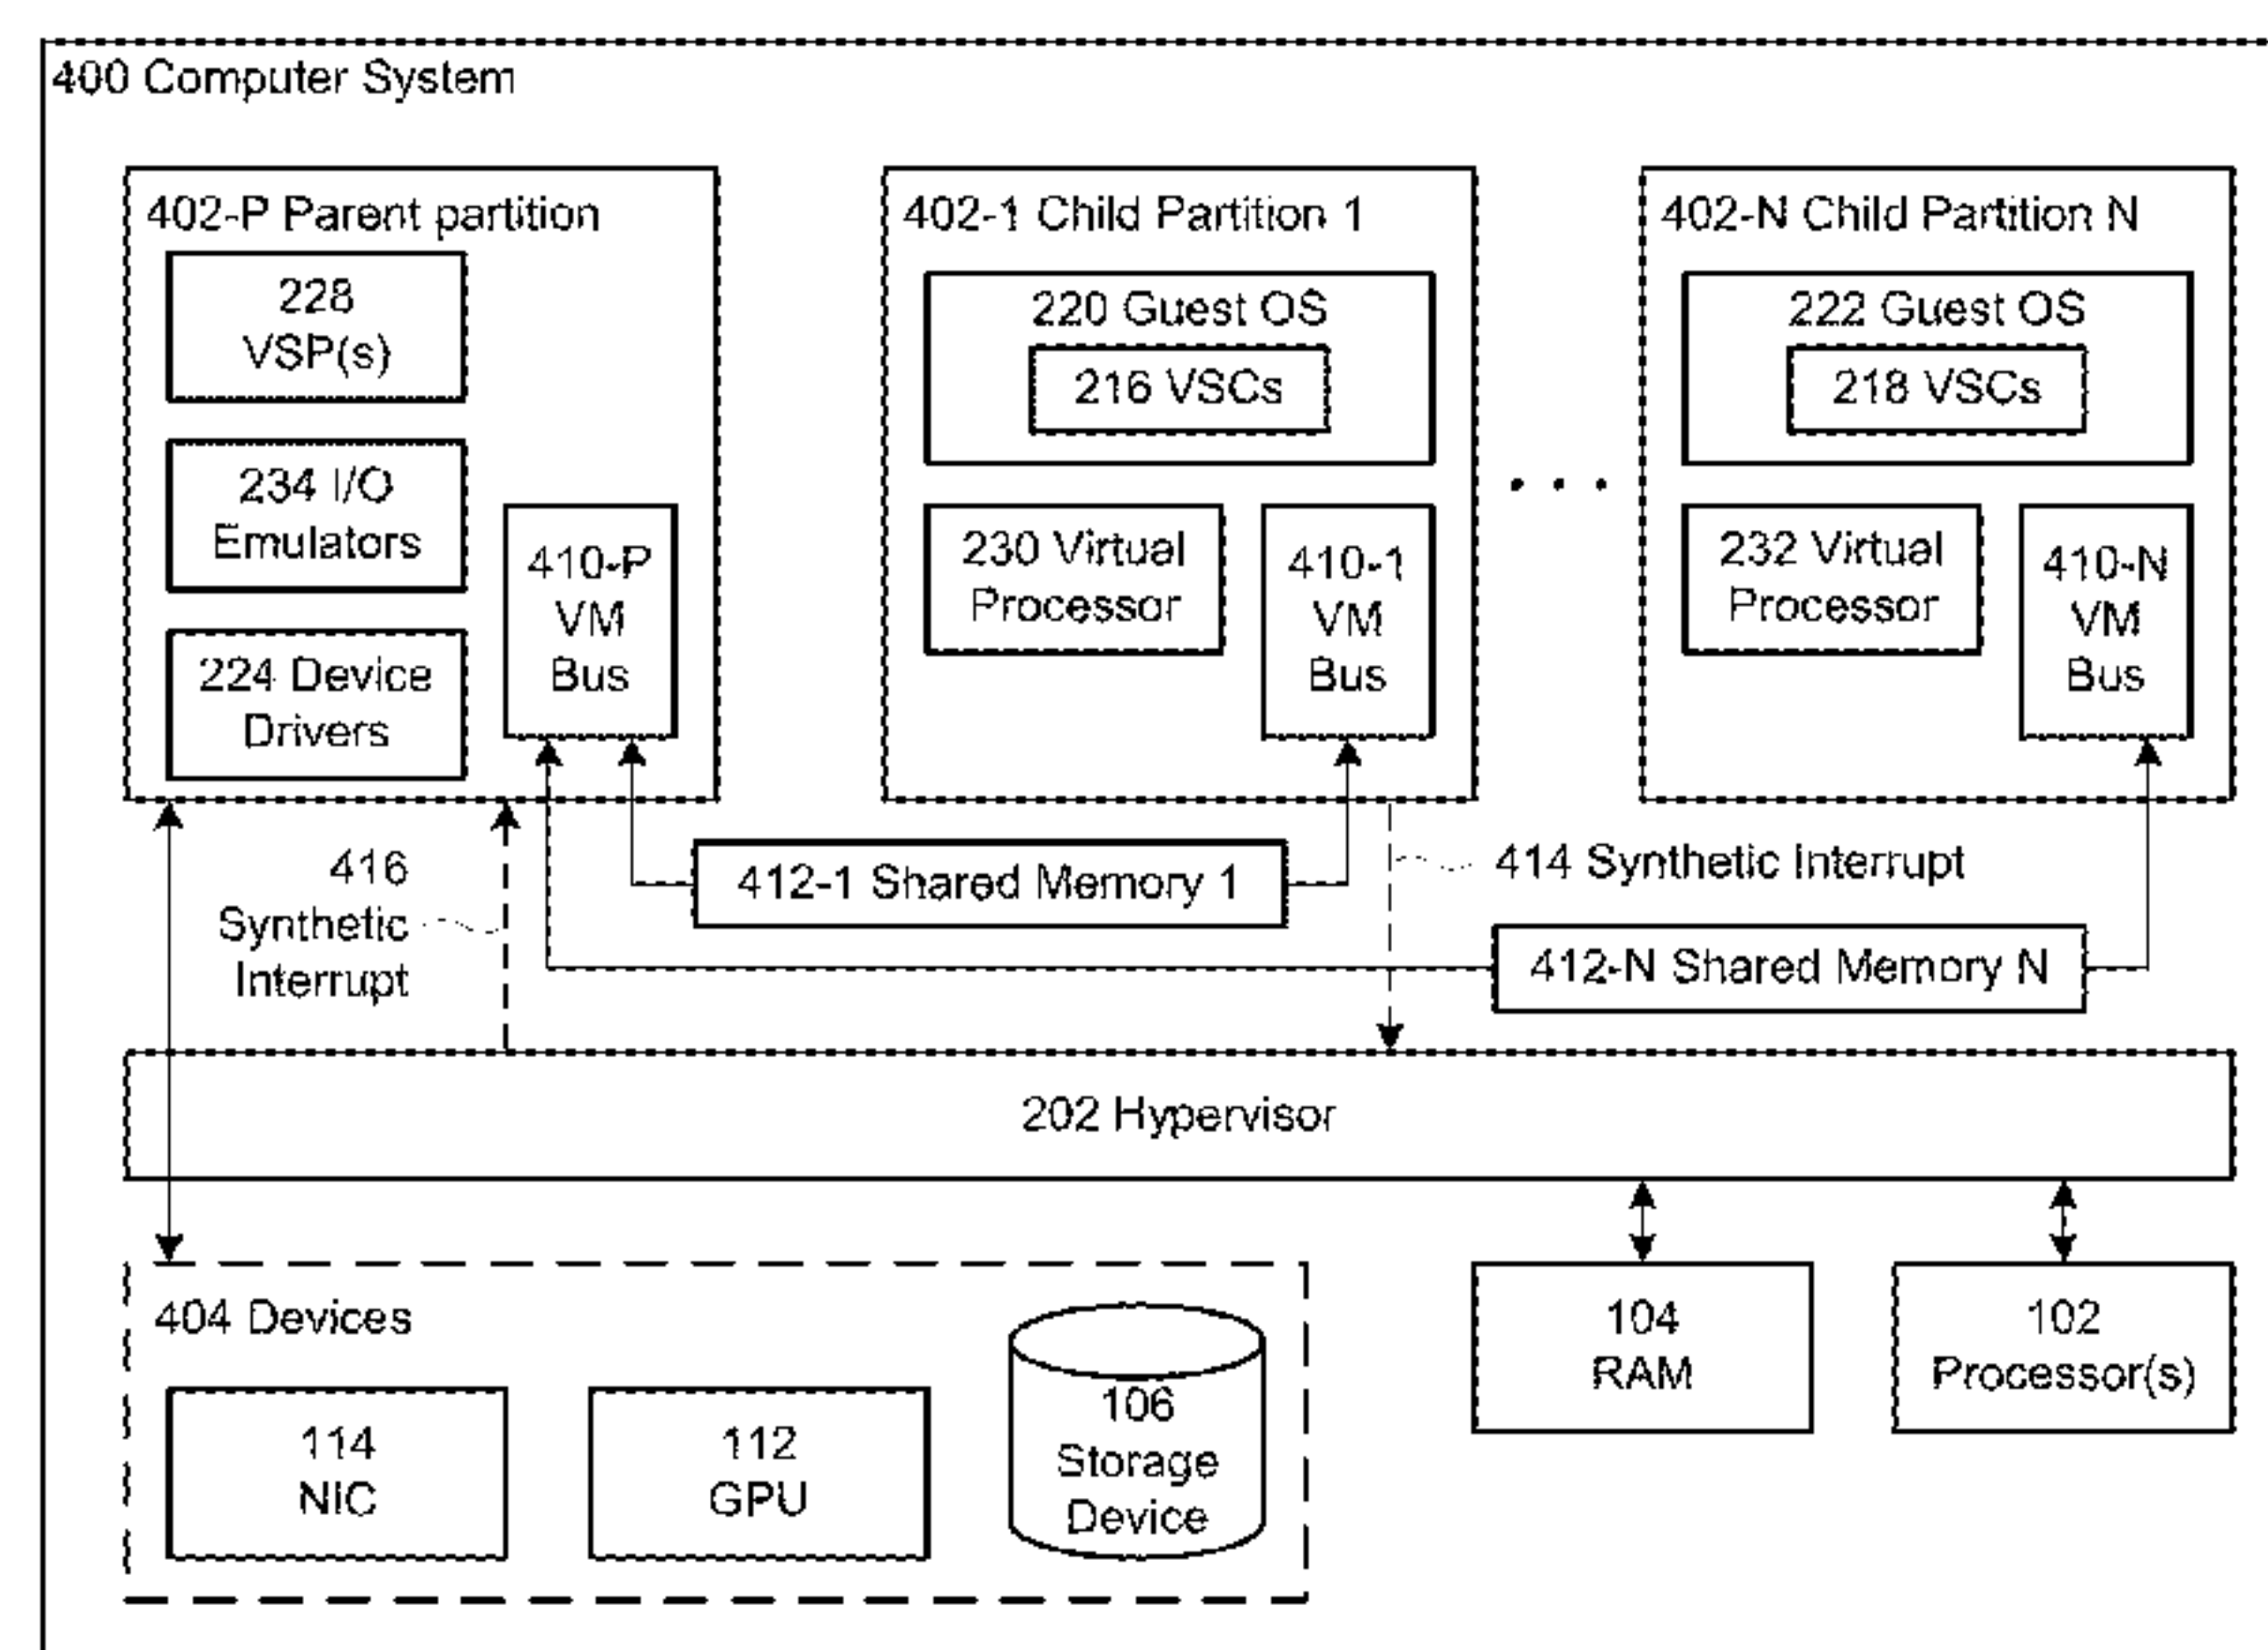 400 Computer System
402-P Parent partition
228
VSP(s)
234 I/O
Emulators
224 Device
Drivers
410-P
VM
Bus
402-1 Child Partition 1
220 Guest OS
216 VSCs
230 Virtual
Processor
410-1
VM
Bus
. . .
402-N Child Partition N
222 Guest OS
218 VSCs
232 Virtual
Processor
410-N
VM
Bus
416
Synthetic
Interrupt
412-1 Shared Memory 1
414 Synthetic Interrupt
412-N Shared Memory N
202 Hypervisor
404 Devices
114
NIC
112
GPU
106
Storage
Device
104
RAM
102
Processor(s)